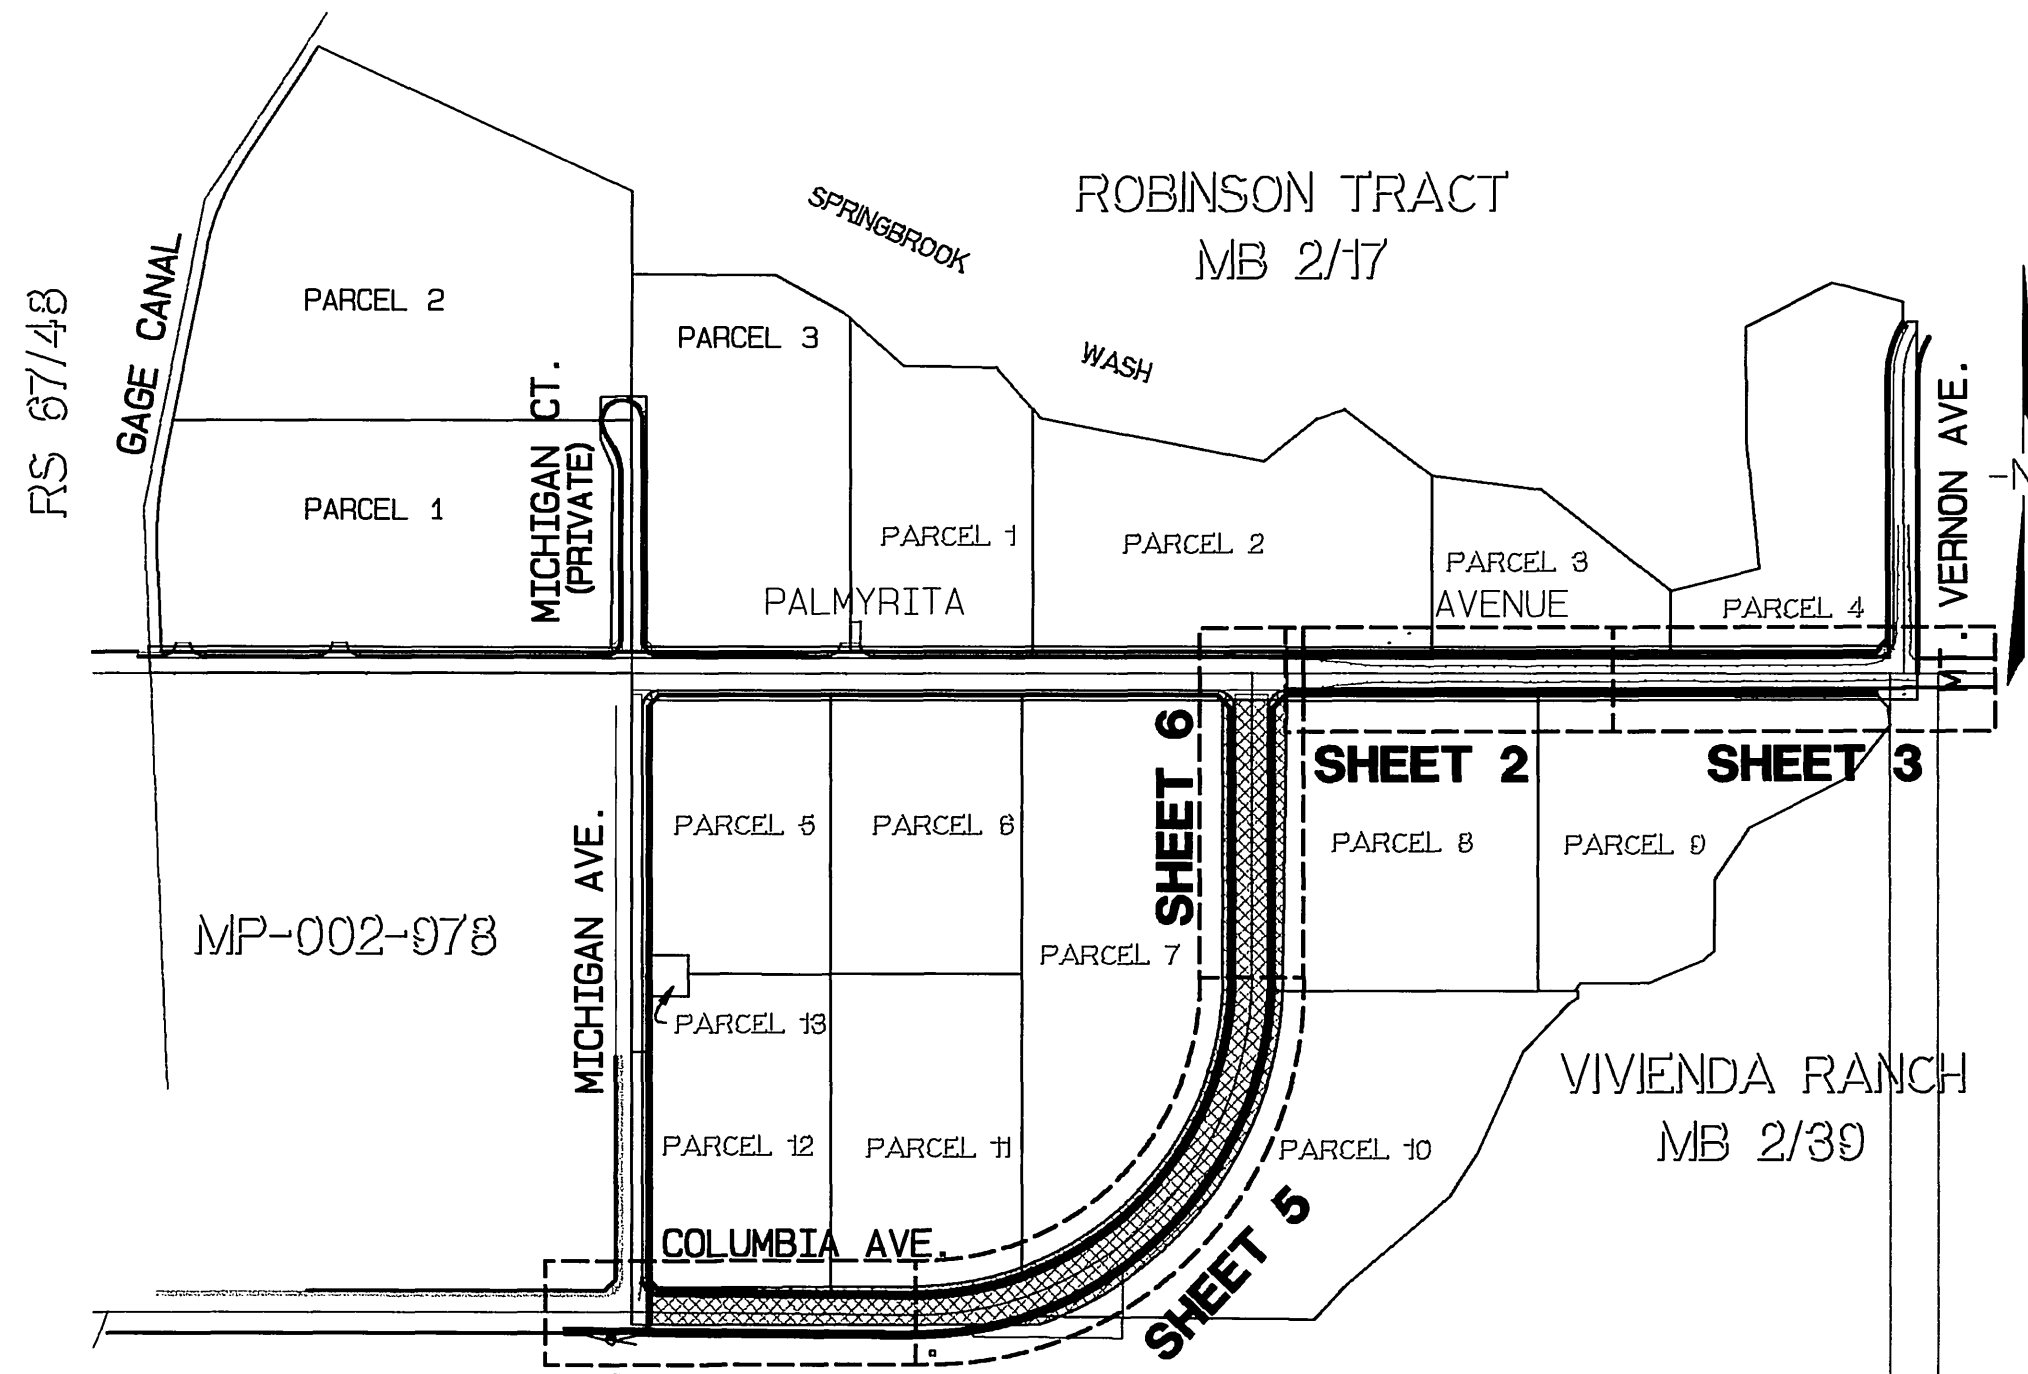 ROBINSON TRACT
MB 2/17
SPRINGBROOK
WASH
RS 67/48
GAGE CANAL
PARCEL 2
PARCEL 3
PARCEL 1
MICHIGAN CT.
(PRIVATE)
PARCEL 1
PARCEL 2
PARCEL 3
PARCEL 4
PALMYRITA
AVENUE
MT. VERNON AVE.
N
SHEET 6
SHEET 2
SHEET 3
PARCEL 5
PARCEL 6
PARCEL 7
PARCEL 8
PARCEL 9
MP-002-978
MICHIGAN AVE.
PARCEL 13
PARCEL 12
PARCEL 11
PARCEL 10
VIVIENDA RANCH
MB 2/39
COLUMBIA AVE.
SHEET 5